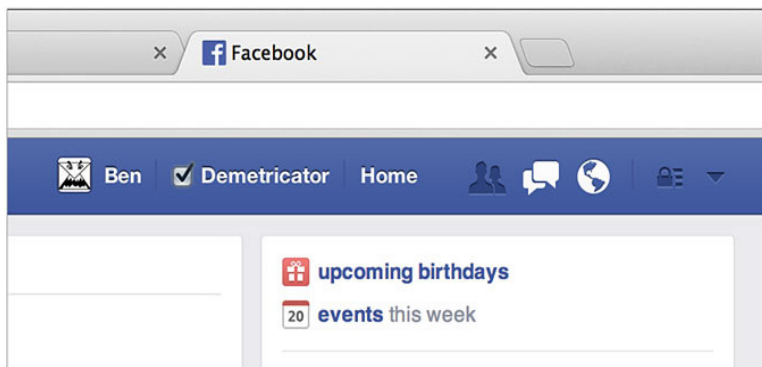 Facebook
Ben Demetricator Home
upcoming birthdays
20 events this week